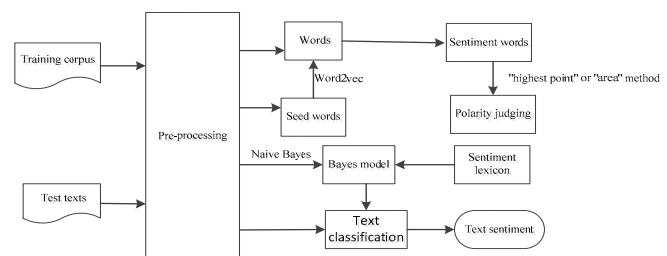 Training corpus
Pre-processing
Words
Sentiment words
Word2vec
"highest point" or "area" method
Seed words
Polarity judging
Naive Bayes
Bayes model
Sentiment
lexicon
Test texts
Text
classification
Text sentiment